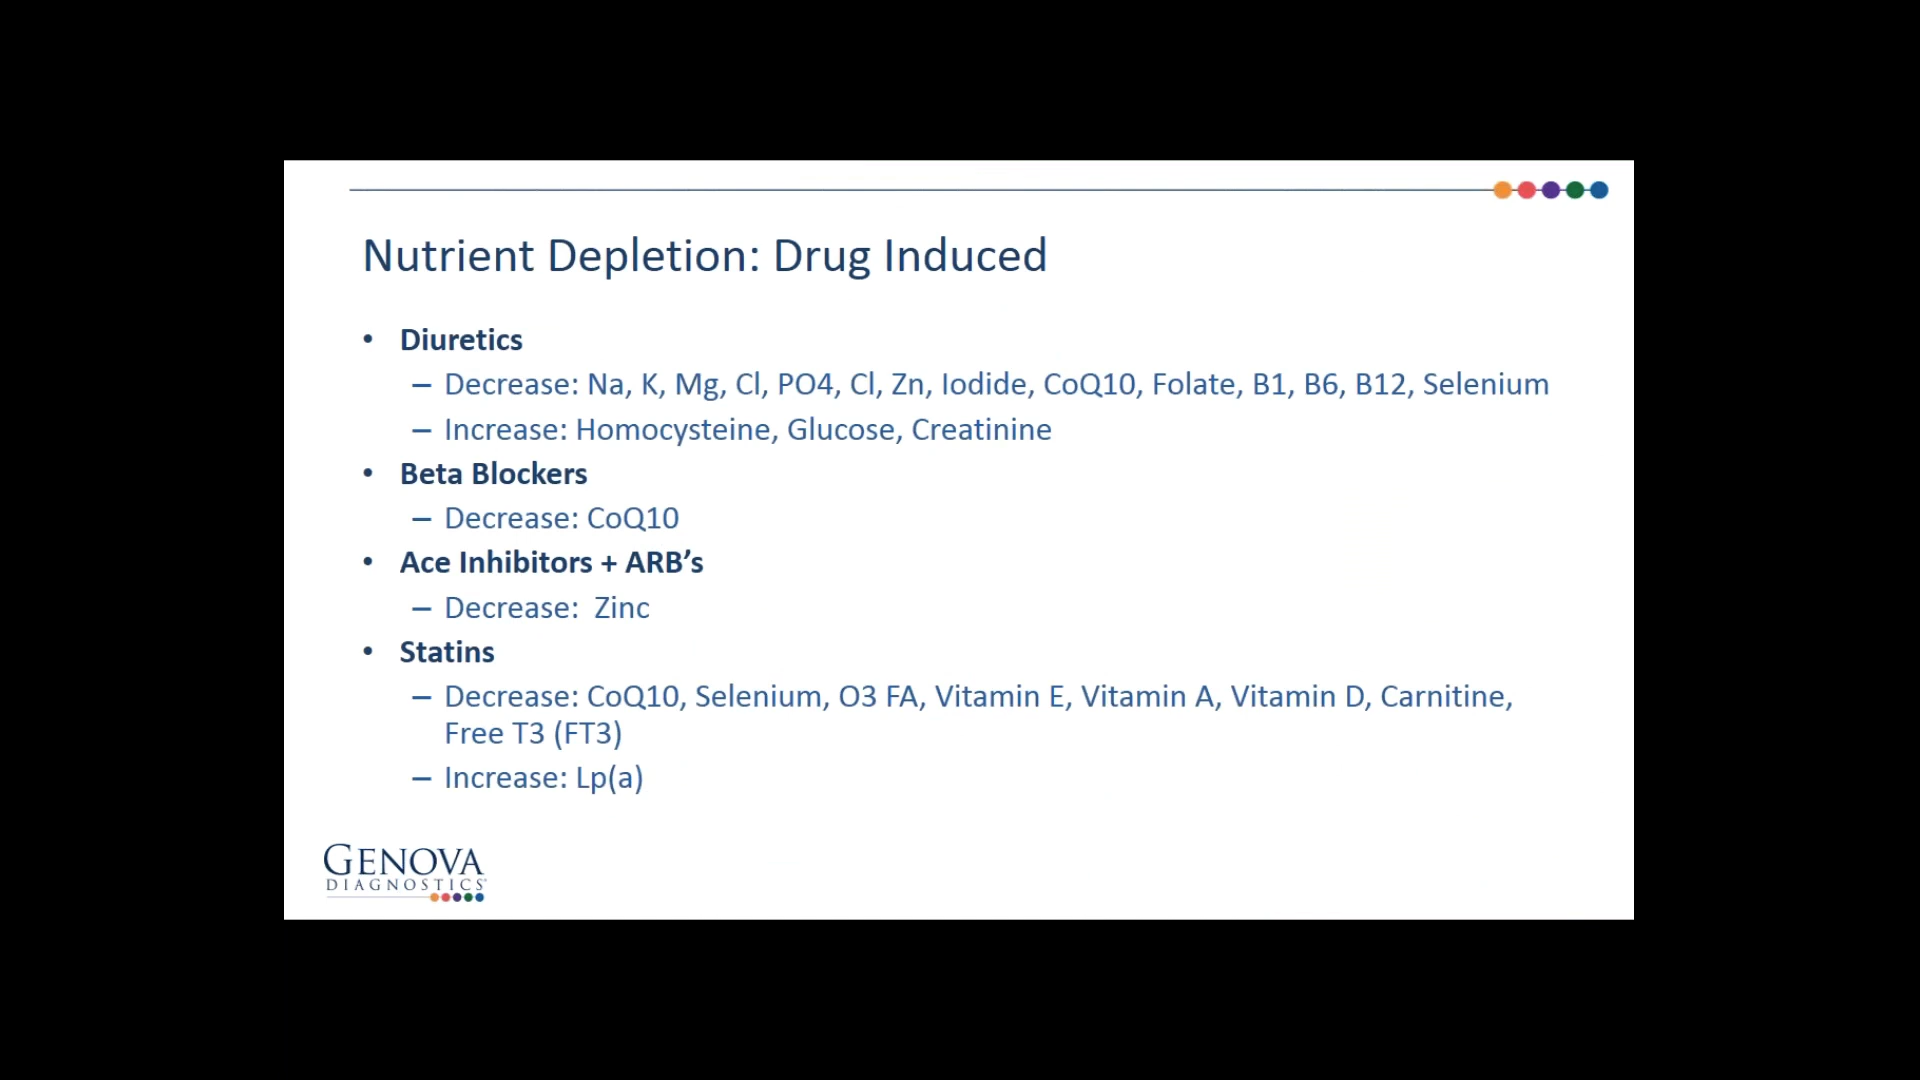 Nutrient Depletion: Drug Induced
• Diuretics
– Decrease: Na, K, Mg, Cl, PO4, Cl, Zn, Iodide, CoQ10, Folate, B1, B6, B12, Selenium
– Increase: Homocysteine, Glucose, Creatinine
• Beta Blockers
– Decrease: CoQ10
• Ace Inhibitors + ARB’s
– Decrease:  Zinc
• Statins
– Decrease: CoQ10, Selenium, O3 FA, Vitamin E, Vitamin A, Vitamin D, Carnitine,
Free T3 (FT3)
– Increase: Lp(a)
GENOVA
DIAGNOSTICS